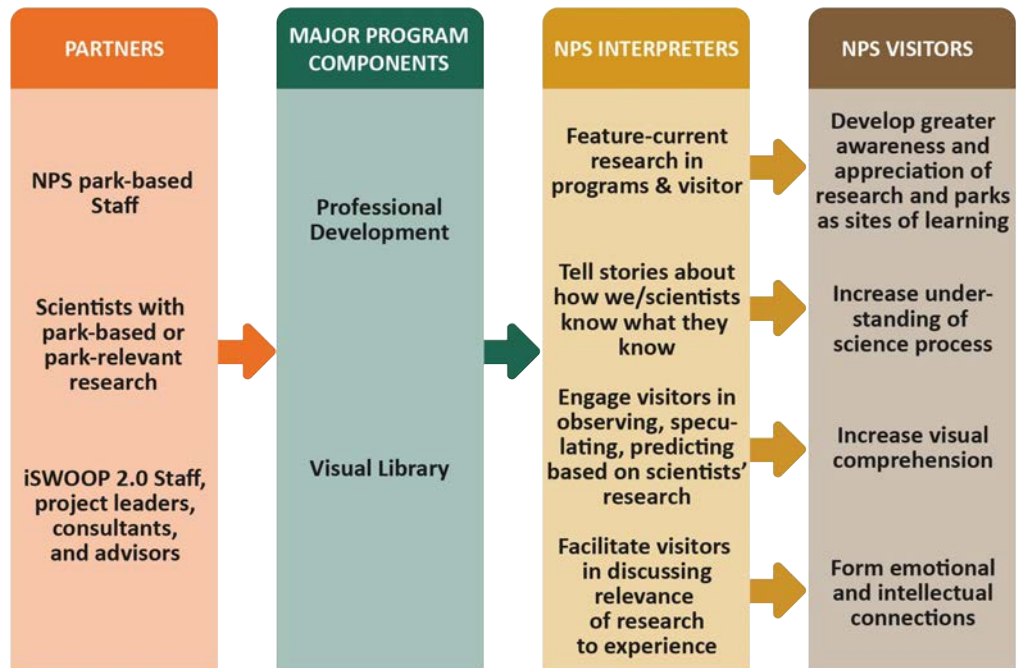 PARTNERS
NPS park-based
Staff
Scientists with
park-based or
park-relevant
research
iSWOOP 2.0 Staff,
project leaders,
consultants,
and advisors
MAJOR PROGRAM
COMPONENTS
Professional
Development
Visual Library
NPS INTERPRETERS
Feature-current
research in
programs & visitor
Tell stories about
how we/scientists
know what they
know
Engage visitors in
observing, specu-
lating, predicting
based on scientists’
research
Facilitate visitors
in discussing
relevance
of research
to experience
NPS VISITORS
Develop greater
awareness and
appreciation of
research and parks
as sites of learning
Increase under-
standing of
science process
Increase visual
comprehension
Form emotional
and intellectual
connections